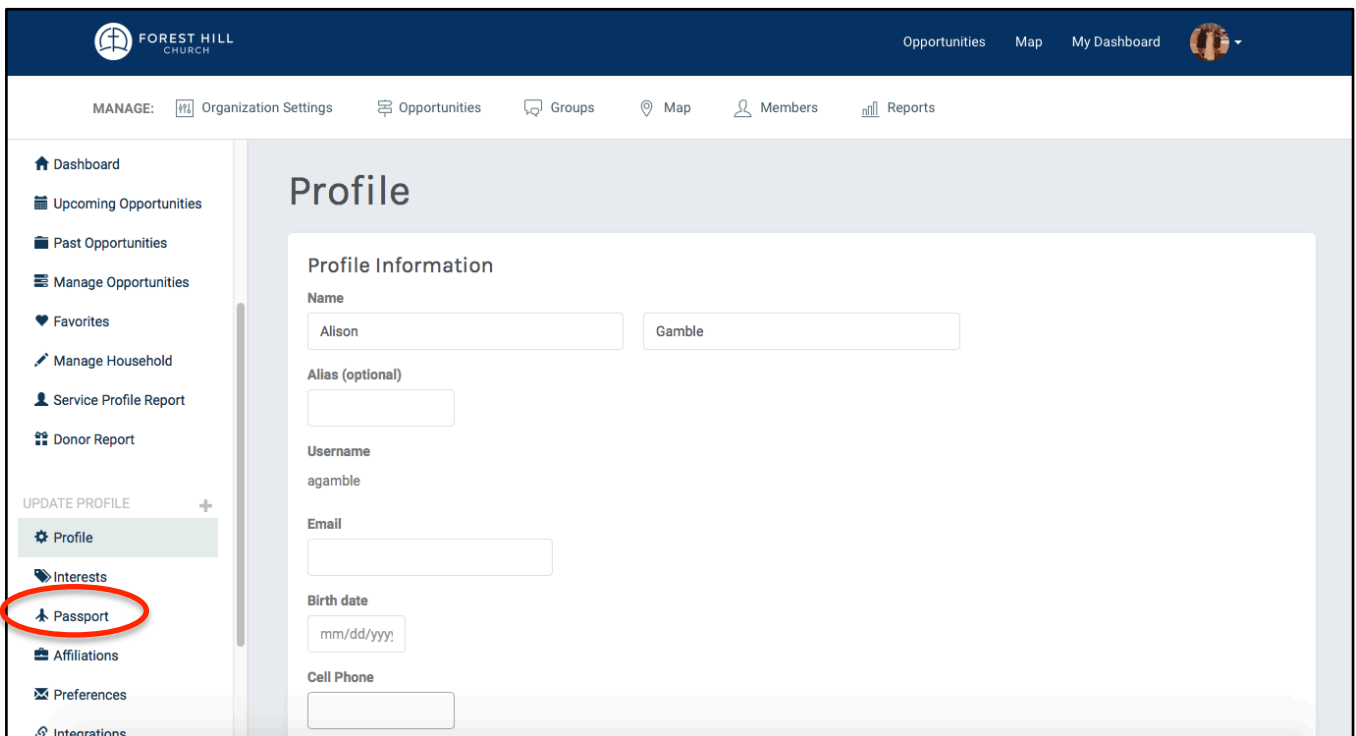 FOREST HILL
CHURCH
Opportunities Map My Dashboard
MANAGE: Organization Settings Opportunities Groups Map Members Reports
Dashboard
Upcoming Opportunities
Past Opportunities
Manage Opportunities
Favorites
Manage Household
Service Profile Report
Donor Report
UPDATE PROFILE +
Profile
Interests
Passport
Affiliations
Preferences
Integrations
Profile
Profile Information
Name
Alison Gamble
Alias (optional)
Username
agamble
Email
Birth date
mm/dd/yyyy
Cell Phone